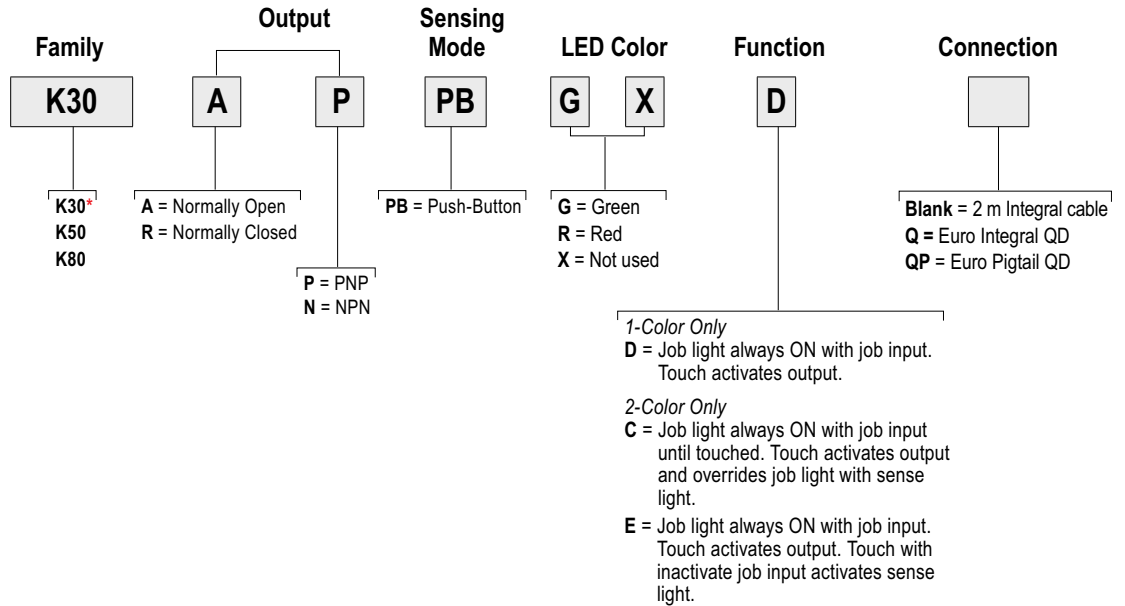 Output
Sensing
Family
Mode
LED Color
Function
Connection
K30
A
P
PB
G
X
D
K30*
K50
K80
A = Normally Open
R = Normally Closed
P = PNP
N = NPN
PB = Push-Button
G = Green
R = Red
X = Not used
Blank = 2 m Integral cable
Q = Euro Integral QD
QP = Euro Pigtail QD
1-Color Only
D = Job light always ON with job input.
Touch activates output.
2-Color Only
C = Job light always ON with job input
until touched. Touch activates output
and overrides job light with sense
light.
E = Job light always ON with job input.
Touch activates output. Touch with
inactivate job input activates sense
light.